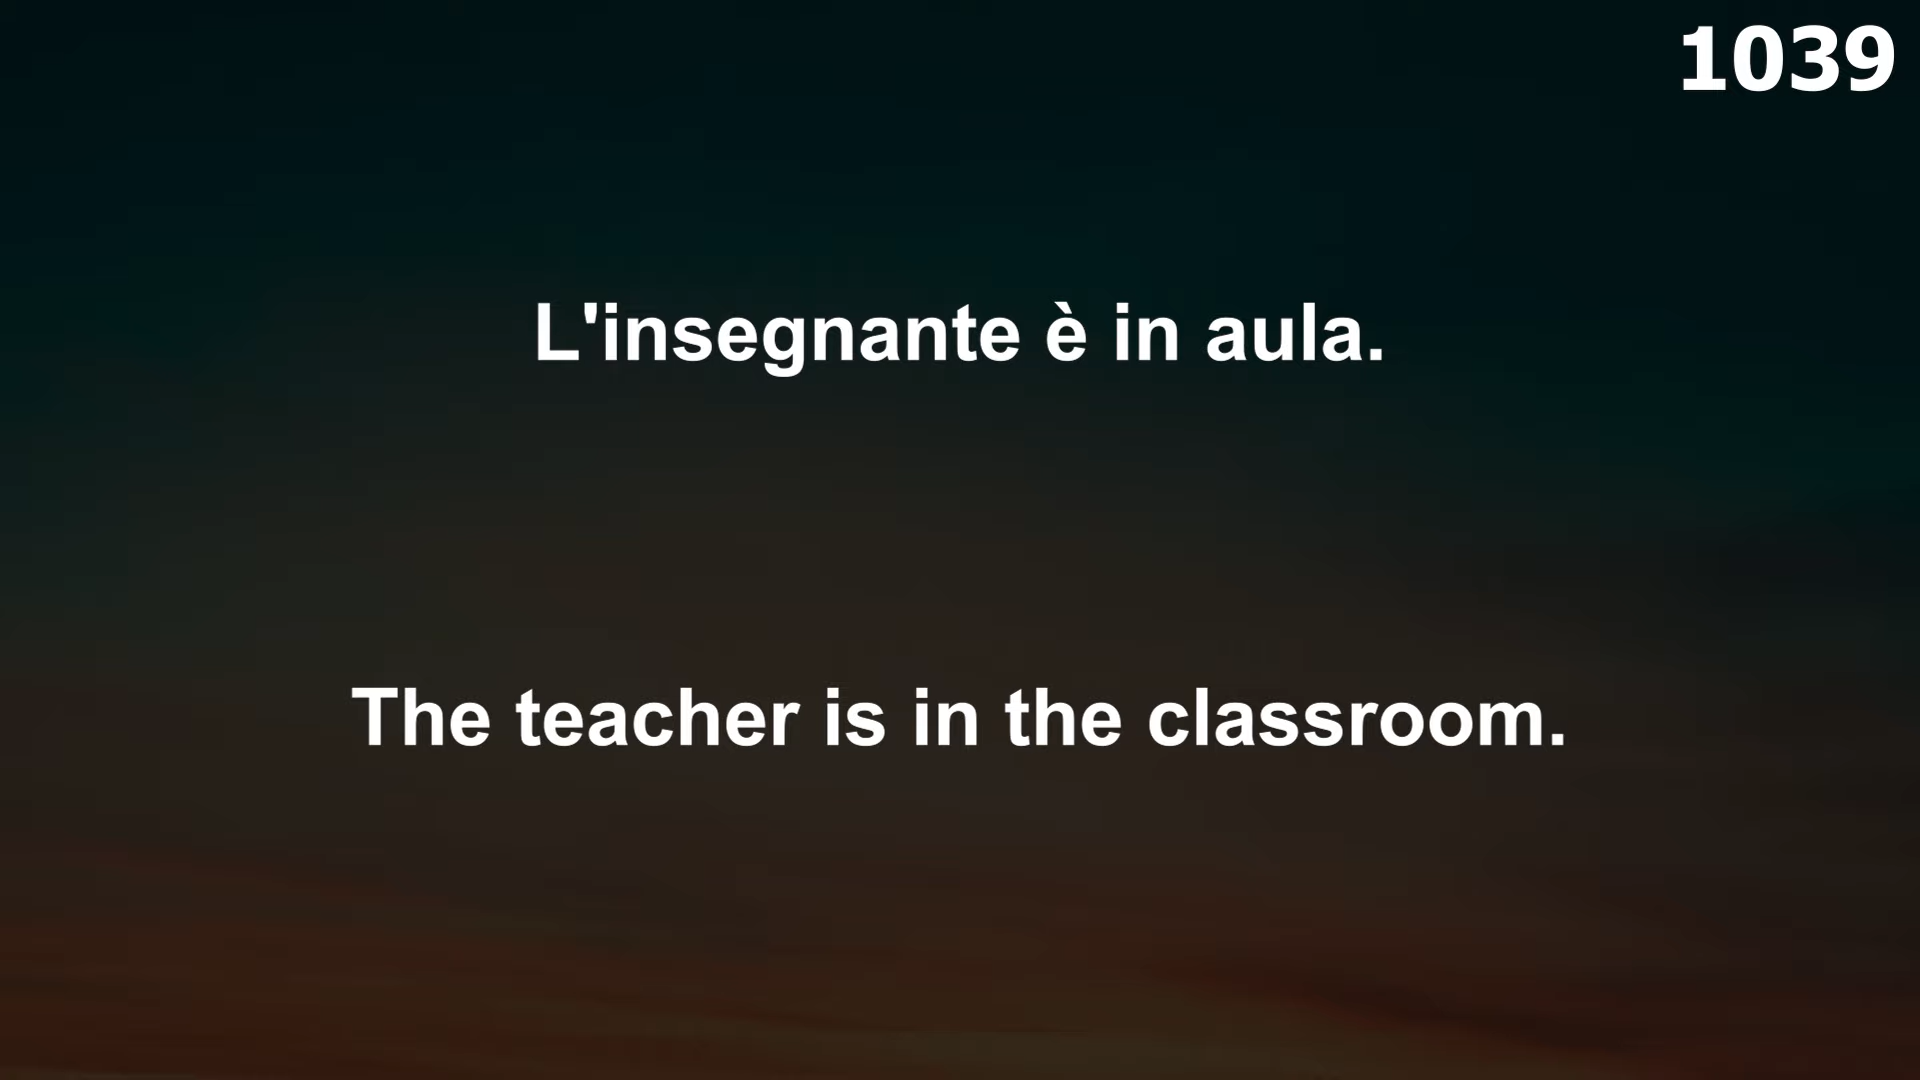 1039
L'insegnante è in aula.
The teacher is in the classroom.